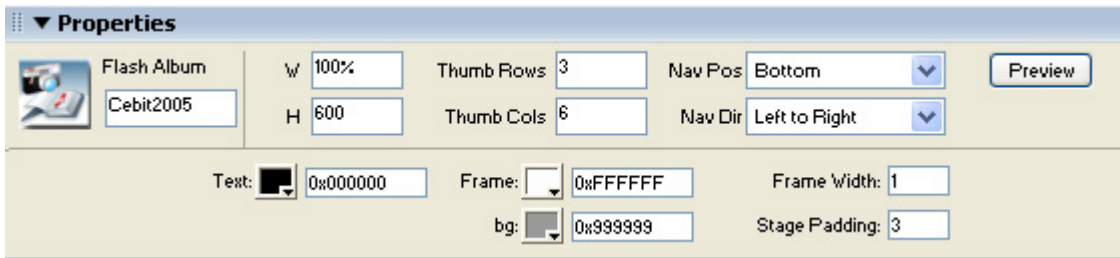 Properties
Flash Album W 100% Thumb Rows 3 Nav Pos Bottom Preview
Cebit2005 H 600 Thumb Cols 6 Nav Dir Left to Right
Text: 0x000000 Frame: 0xFFFFFF Frame Width: 1
bg: 0x999999 Stage Padding: 3